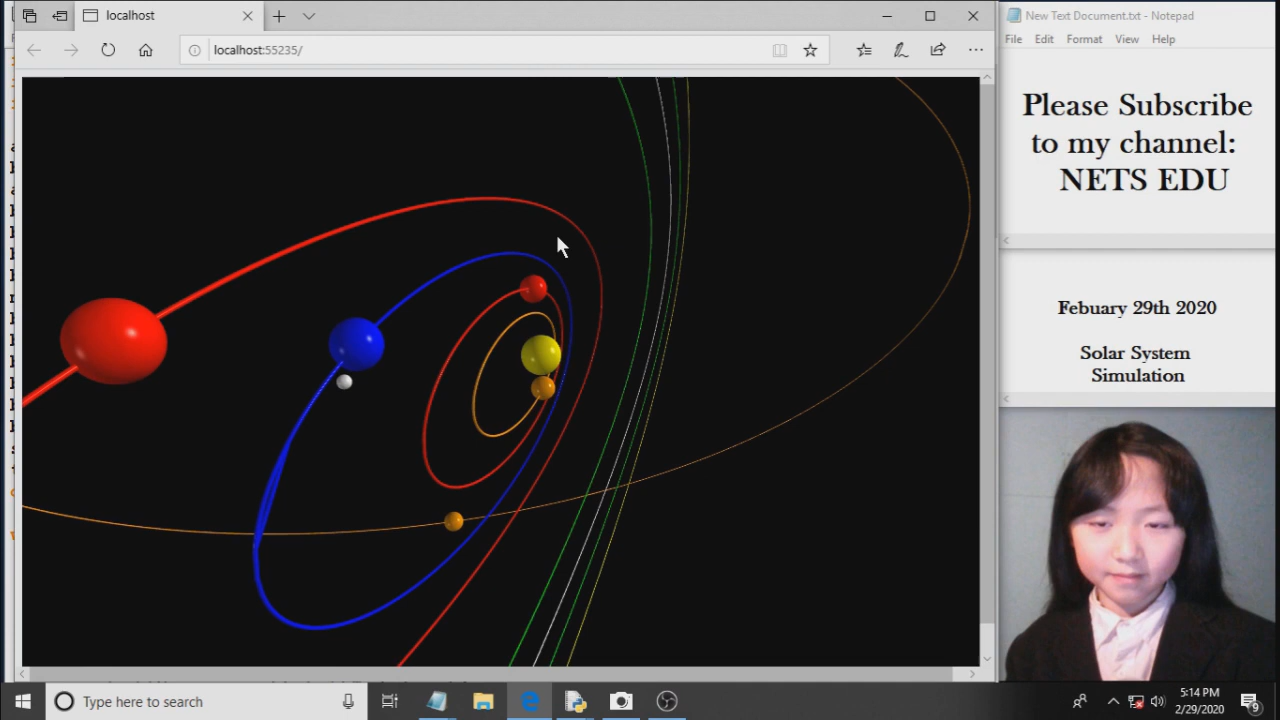 localhost
New Text Document.txt - Notepad
File Edit Format View Help
localhost:55235/
Please Subscribe
to my channel:
NETS EDU
Febuary 29th 2020
Solar System
Simulation
Type here to search
5:14 PM
2/29/2020
9